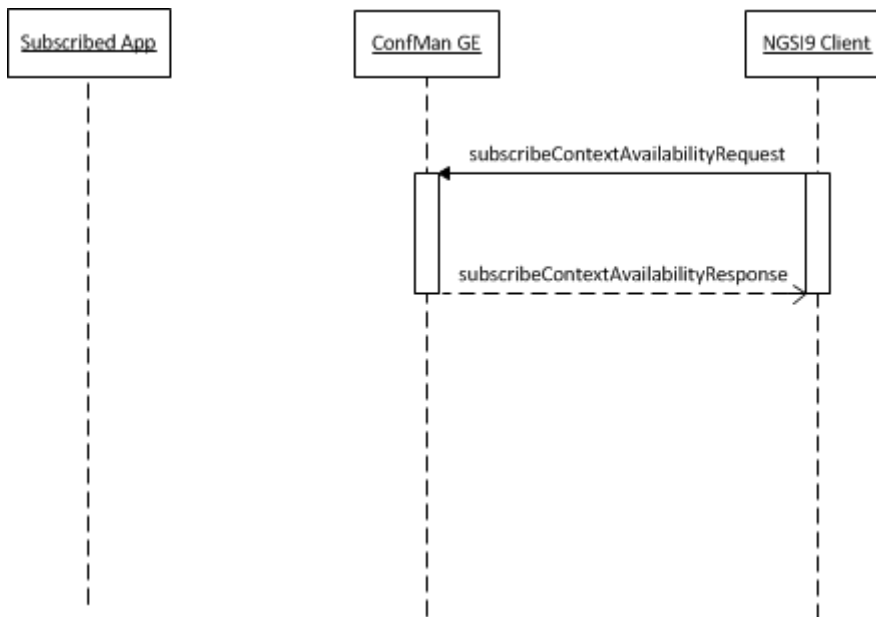 Subscribed App
ConfMan GE
NGSI9 Client
subscribeContextAvailabilityRequest
subscribeContextAvailabilityResponse